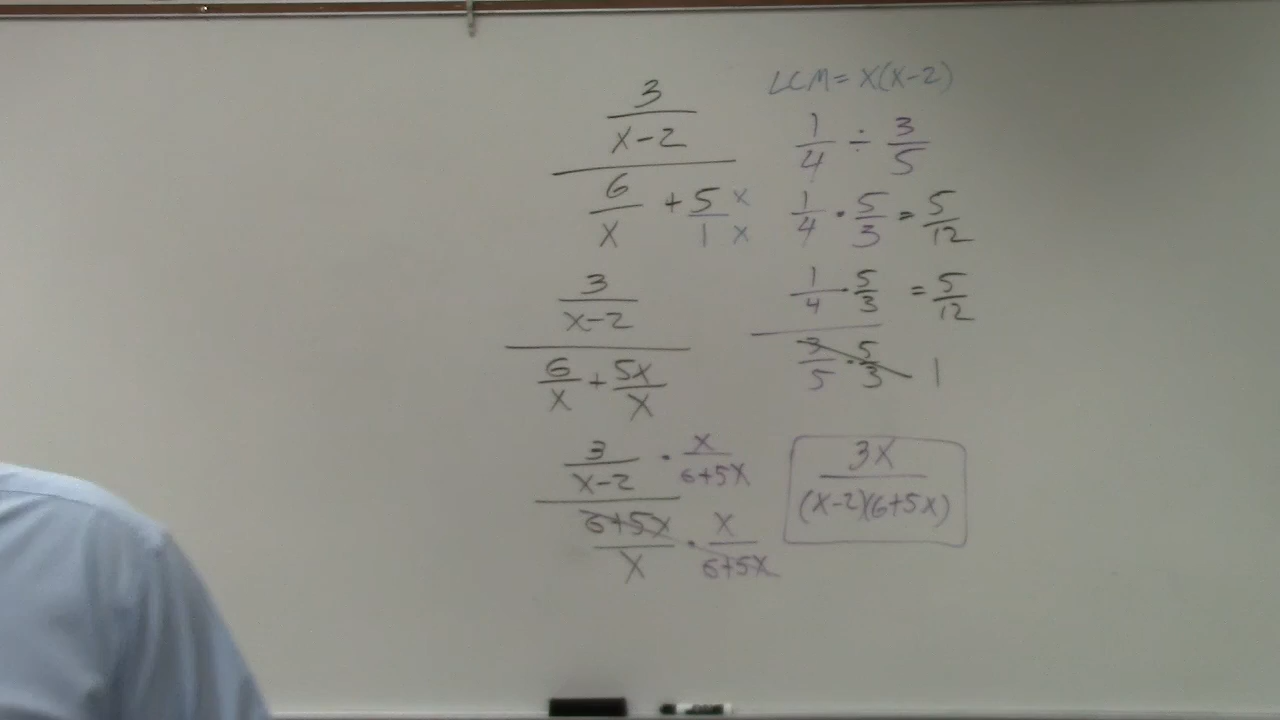 3
x-2
6/x + 5/1 x/x
3
x-2
6/x + 5x/x
3/x-2 · x/6+5x
6+5x/x · x/6+5x
LCM = x(x-2)
1/4 ÷ 3/5
1/4 · 5/3 = 5/12
1/4 · 5/3 = 5/12
3/5 · 5/3 1
3x
(x-2)(6+5x)